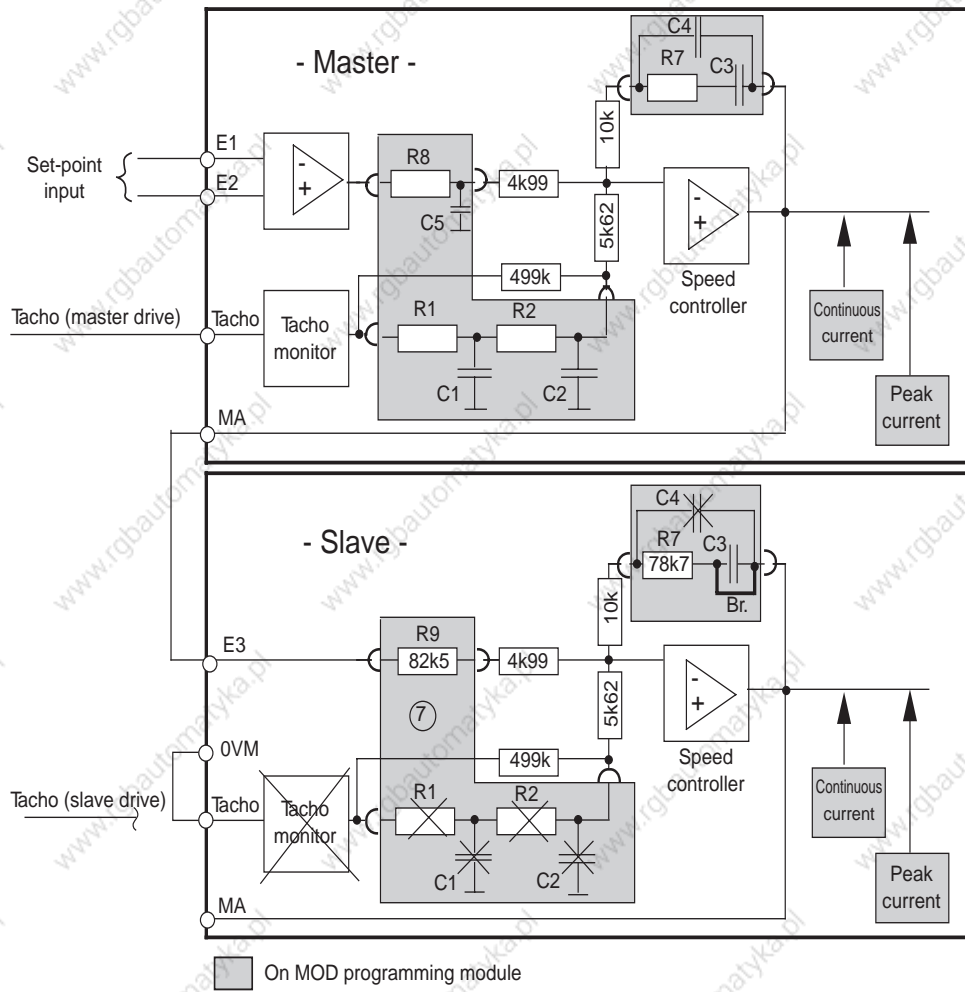 - Master -
C4
R7
C3
10k
E1
Set-point
input
E2
-
+
R8
C5
4k99
5k62
-
+
Speed
controller
499k
Continuous
current
Peak
current
Tacho (master drive)
Tacho
Tacho
monitor
R1
R2
C1
C2
MA
- Slave -
C4
R7
78k7
C3
Br.
10k
E3
R9
82k5
4k99
5k62
-
+
Speed
controller
7
0VM
499k
Continuous
current
Peak
current
Tacho (slave drive)
Tacho
Tacho
monitor
R1
R2
C1
C2
MA
On MOD programming module
www.rgbautomatyka.pl